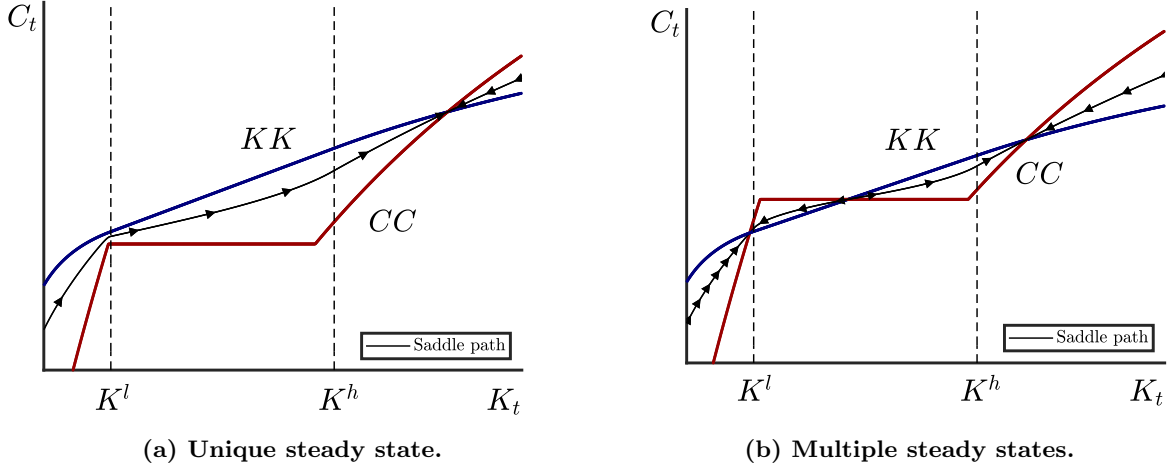 C_t
KK
CC
Saddle path
K^l
K^h
K_t
(a) Unique steady state.
C_t
KK
CC
Saddle path
K^l
K^h
K_t
(b) Multiple steady states.